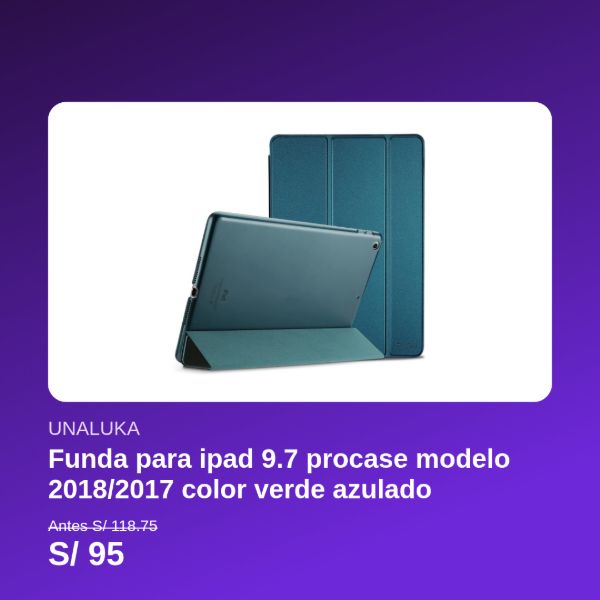 UNALUKA
Funda para ipad 9.7 procase modelo
2018/2017 color verde azulado
Antes S/ 118.75
S/ 95